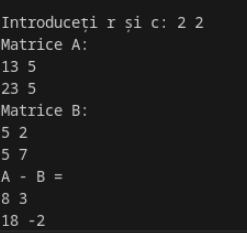 Introduceți r și c: 2 2
Matrice A:
13 5
23 5
Matrice B:
5 2
5 7
A - B =
8 3
18 -2